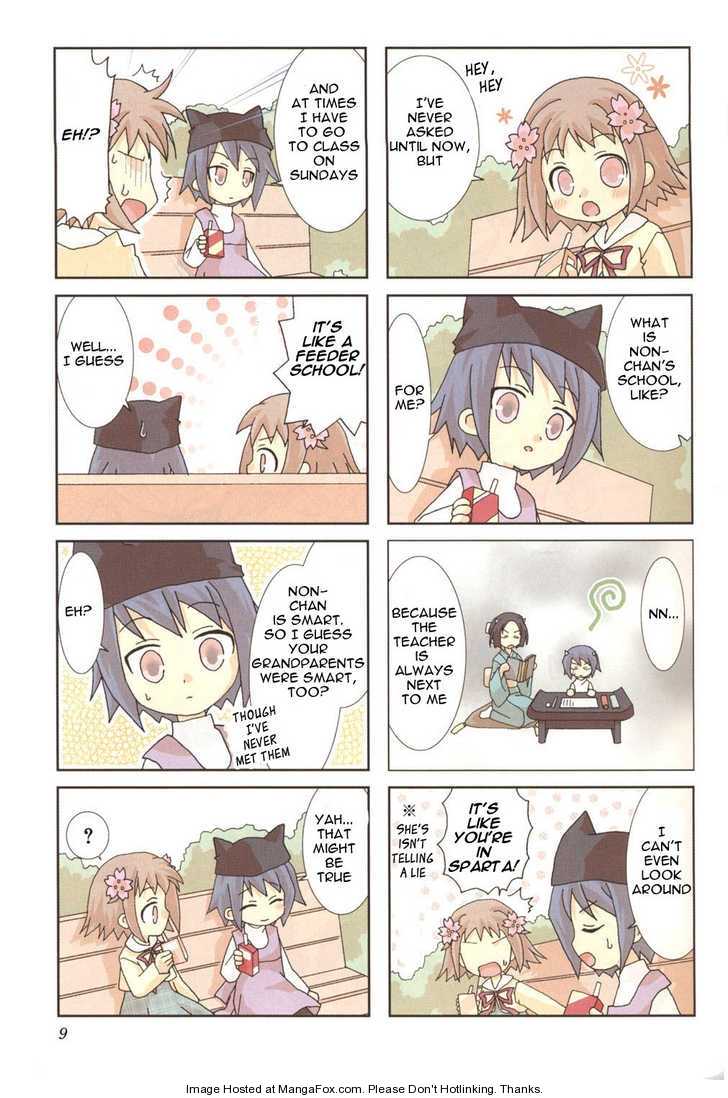 HEY,
HEY
I'VE
NEVER
ASKED
UNTIL
NOW,
BUT
WHAT
IS
NON-
CHAN'S
SCHOOL,
LIKE?
FOR
ME?
NN...
BECAUSE
THE
TEACHER
IS
ALWAYS
NEXT
TO ME
I
CAN'T
EVEN
LOOK
AROUND
IT'S
LIKE
YOU'RE
IN
SPARTA!
※
SHE'S
ISN'T
TELLING
A LIE
AND
AT TIMES
I HAVE
TO GO
TO CLASS
ON
SUNDAYS
EH!?
IT'S
LIKE A
FEEDER
SCHOOL!
WELL...
I GUESS
NON-
CHAN
IS SMART.
SO I GUESS
YOUR
GRANDPARENTS
WERE SMART,
TOO?
THOUGH
I'VE
NEVER
MET THEM
EH?
YAH...
THAT
MIGHT
BE
TRUE
?
9
Image Hosted at MangaFox.com. Please Don't Hotlinking. Thanks.